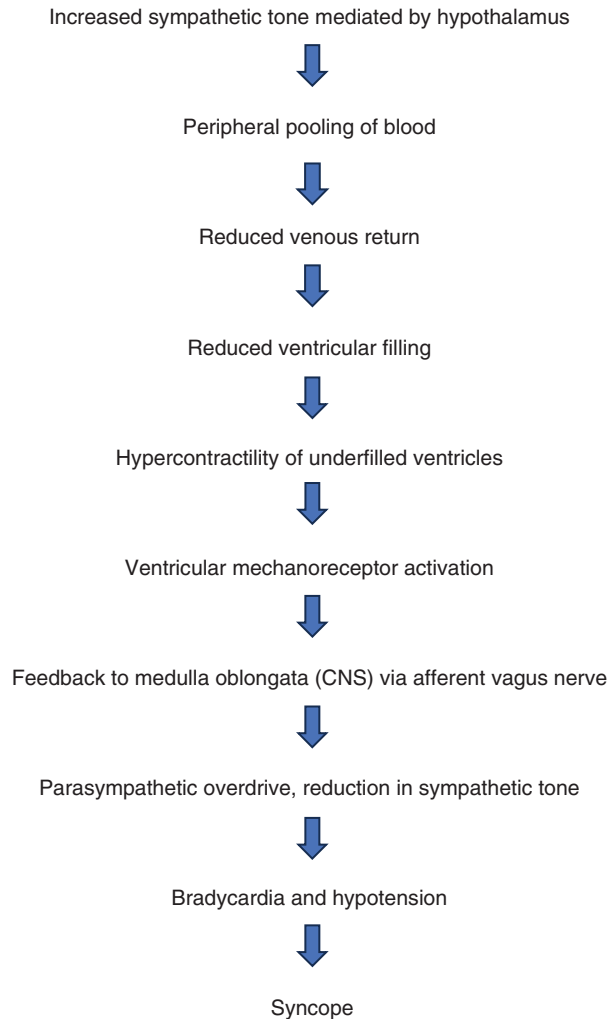 Increased sympathetic tone mediated by hypothalamus
Peripheral pooling of blood
Reduced venous return
Reduced ventricular filling
Hypercontractility of underfilled ventricles
Ventricular mechanoreceptor activation
Feedback to medulla oblongata (CNS) via afferent vagus nerve
Parasympathetic overdrive, reduction in sympathetic tone
Bradycardia and hypotension
Syncope